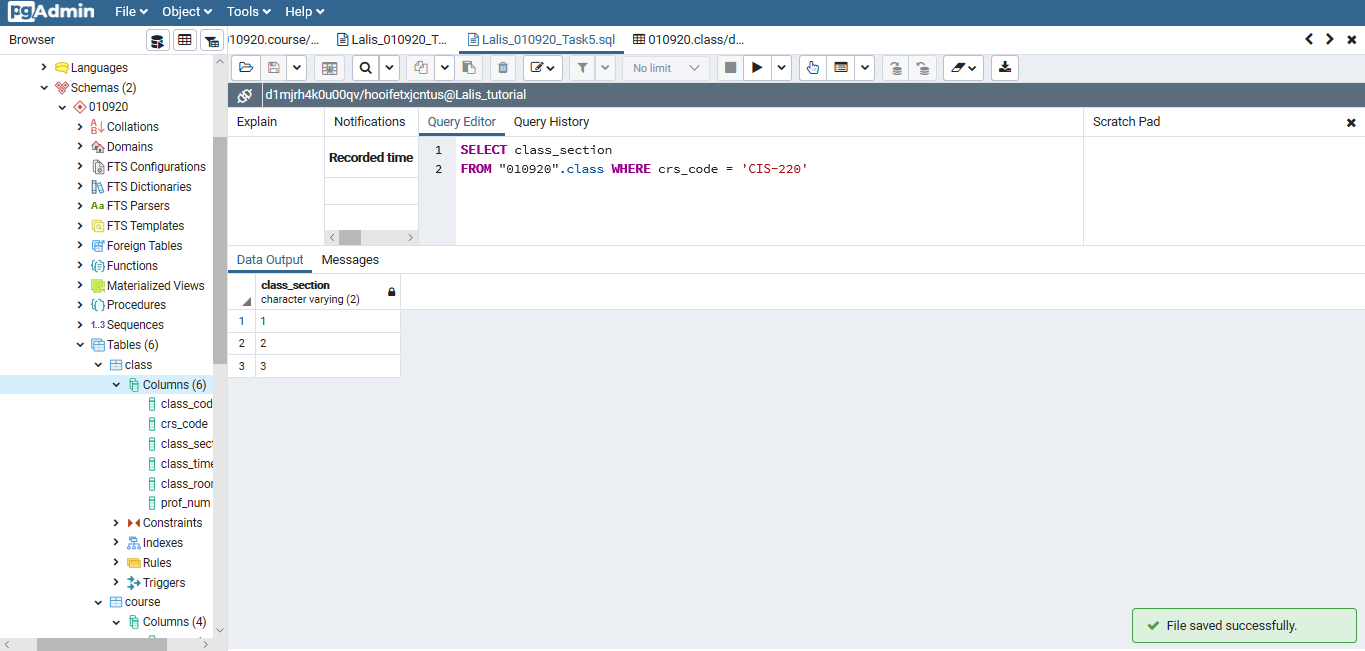 pgAdmin File Object Tools Help
Browser
010920.course/... Lalis_010920_T... Lalis_010920_Task5.sql 010920.class/d...
No limit
d1mjrh4k0u00qv/hooifetxjcntus@Lalis_tutorial
Languages
Schemas (2)
010920
Collations
Domains
FTS Configurations
FTS Dictionaries
Aa FTS Parsers
FTS Templates
Foreign Tables
Functions
Materialized Views
Procedures
1..3 Sequences
Tables (6)
class
Columns (6)
class_cod
crs_code
class_sect
class_time
class_roor
prof_num
Constraints
Indexes
Rules
Triggers
course
Columns (4)
Explain Notifications Query Editor Query History Scratch Pad
Recorded time
1 SELECT class_section
2 FROM "010920".class WHERE crs_code = 'CIS-220'
Data Output Messages
class_section
character varying (2)
1 1
2 2
3 3
File saved successfully.